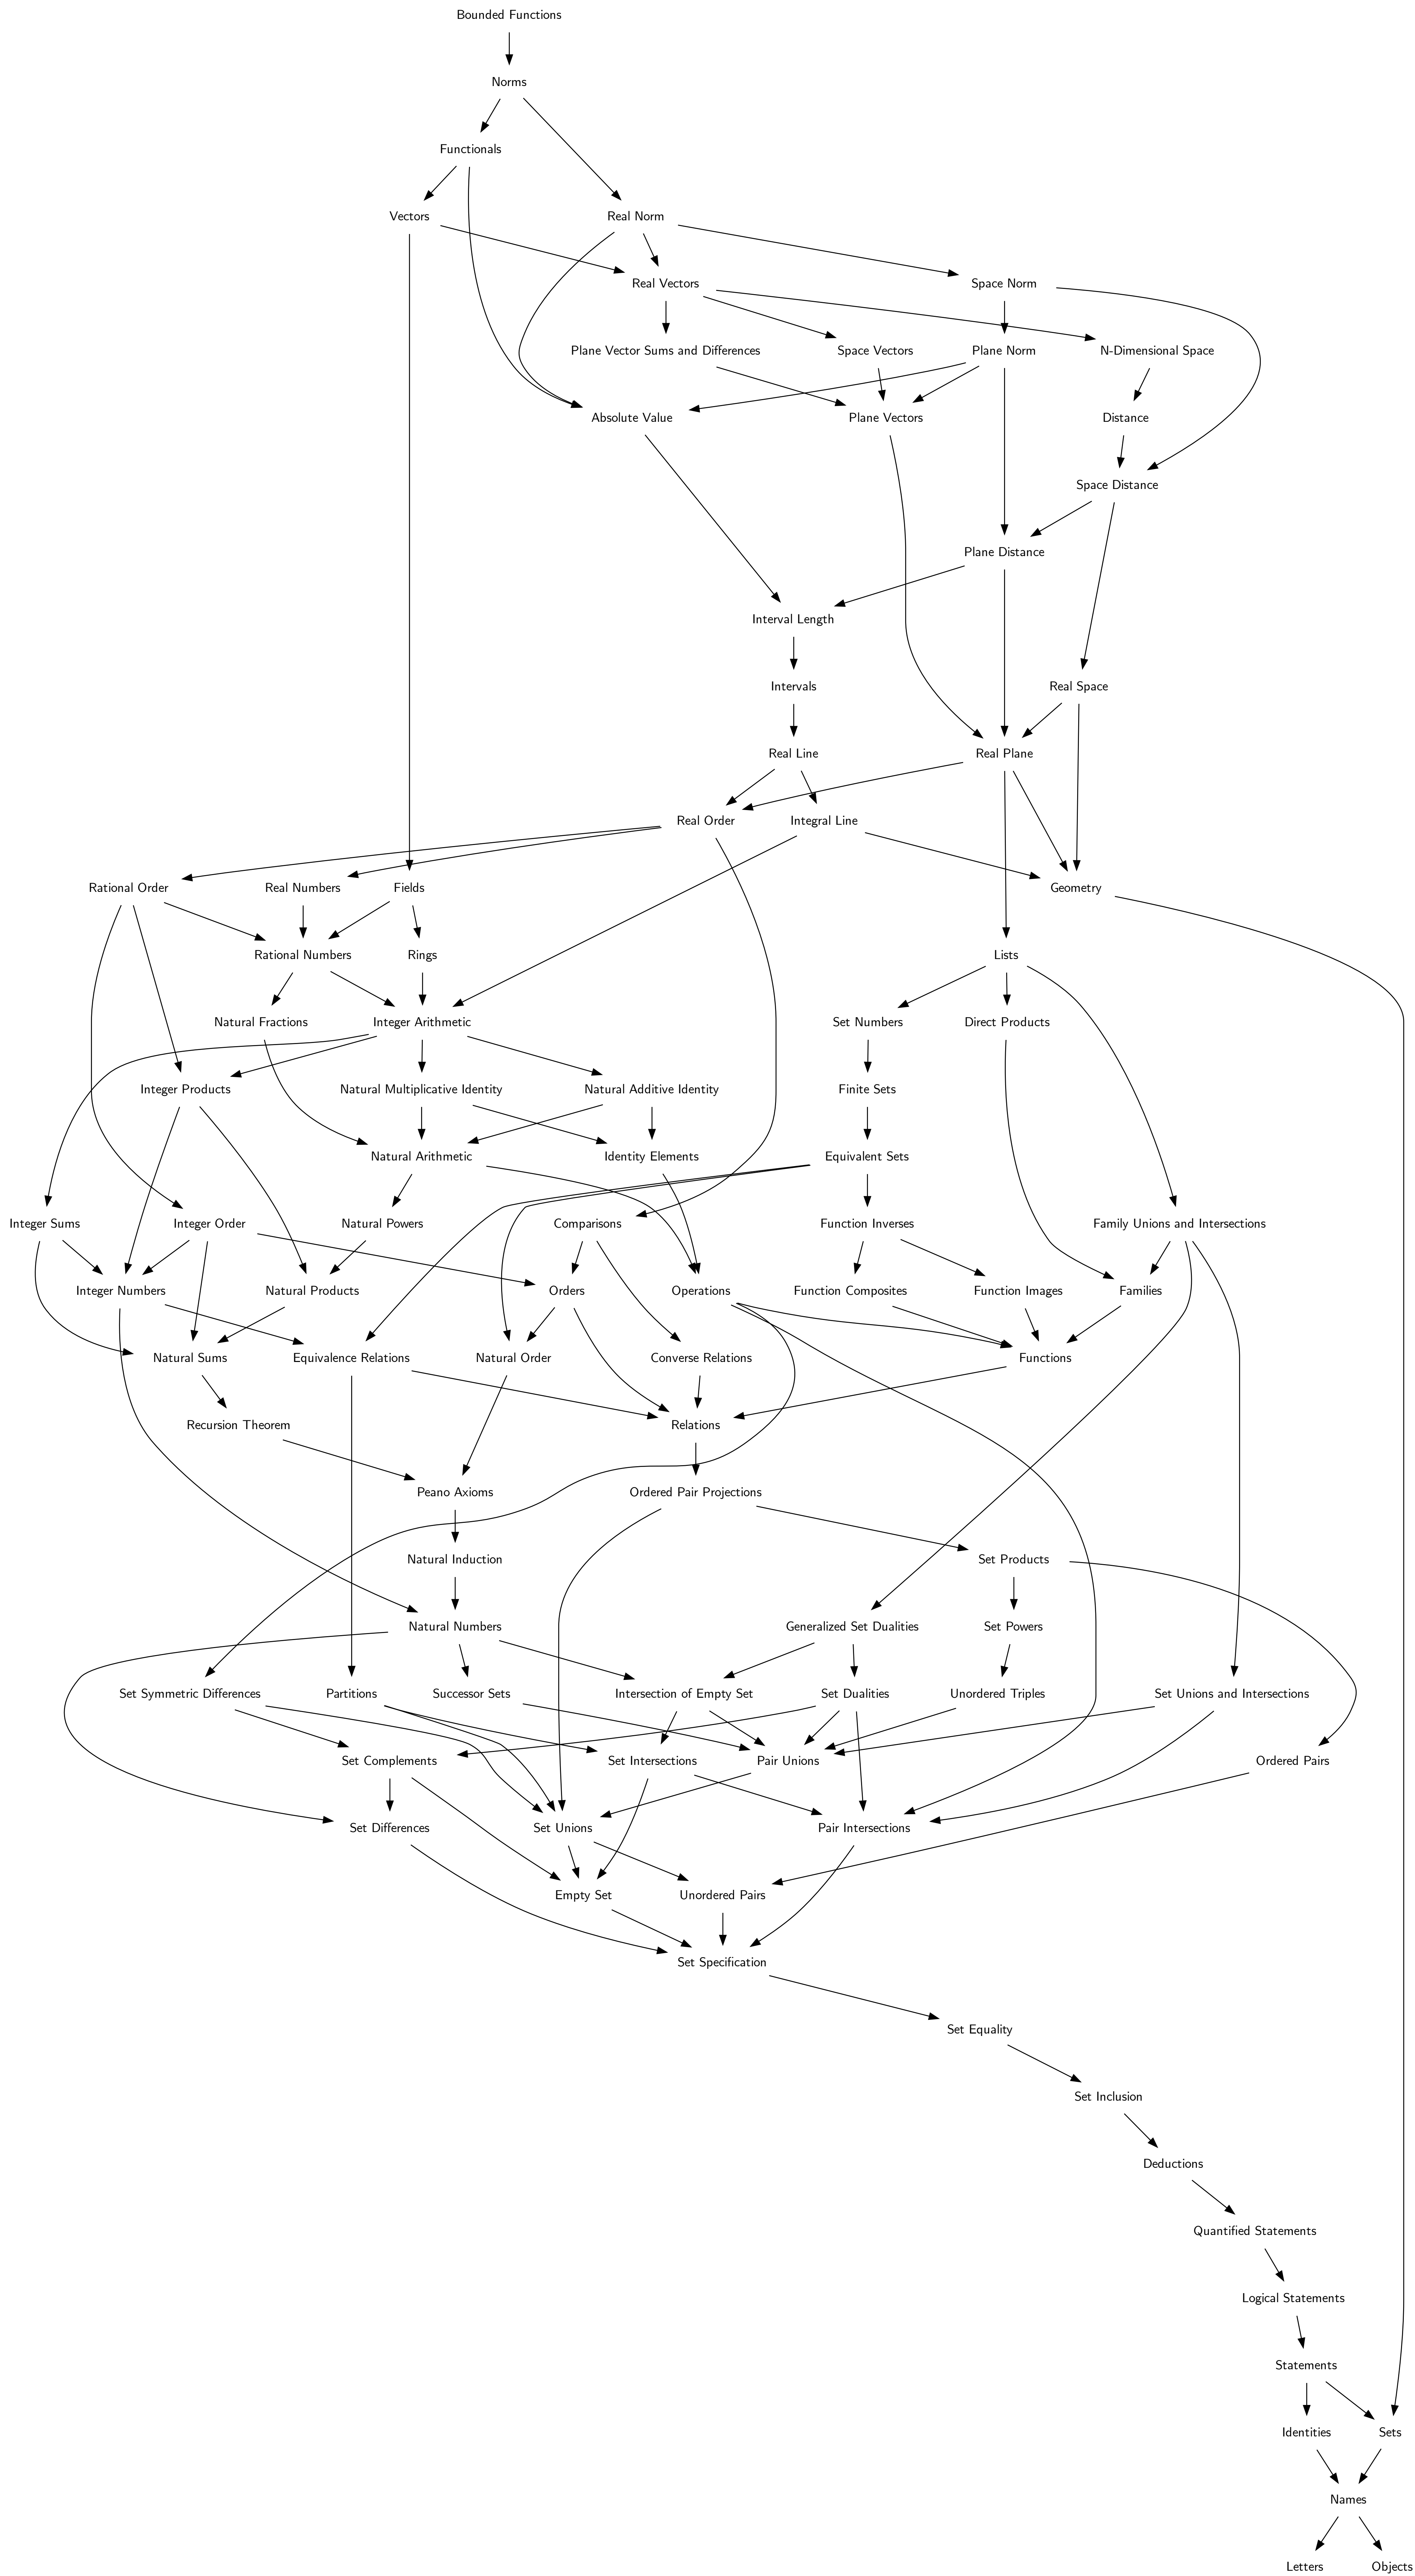 Bounded Functions
Norms
Functionals
Vectors
Real Norm
Real Vectors
Space Norm
Plane Vector Sums and Differences
Space Vectors
Plane Norm
N-Dimensional Space
Absolute Value
Plane Vectors
Distance
Space Distance
Plane Distance
Interval Length
Intervals
Real Space
Real Line
Real Plane
Real Order
Integral Line
Rational Order
Real Numbers
Fields
Geometry
Rational Numbers
Rings
Lists
Natural Fractions
Integer Arithmetic
Set Numbers
Direct Products
Integer Products
Natural Multiplicative Identity
Natural Additive Identity
Finite Sets
Natural Arithmetic
Identity Elements
Equivalent Sets
Integer Sums
Integer Order
Natural Powers
Comparisons
Function Inverses
Family Unions and Intersections
Integer Numbers
Natural Products
Orders
Operations
Function Composites
Function Images
Families
Natural Sums
Equivalence Relations
Natural Order
Converse Relations
Functions
Recursion Theorem
Relations
Peano Axioms
Ordered Pair Projections
Natural Induction
Set Products
Natural Numbers
Generalized Set Dualities
Set Powers
Set Symmetric Differences
Partitions
Successor Sets
Intersection of Empty Set
Set Dualities
Unordered Triples
Set Unions and Intersections
Set Complements
Set Intersections
Pair Unions
Ordered Pairs
Set Differences
Set Unions
Pair Intersections
Empty Set
Unordered Pairs
Set Specification
Set Equality
Set Inclusion
Deductions
Quantified Statements
Logical Statements
Statements
Identities
Sets
Names
Letters
Objects